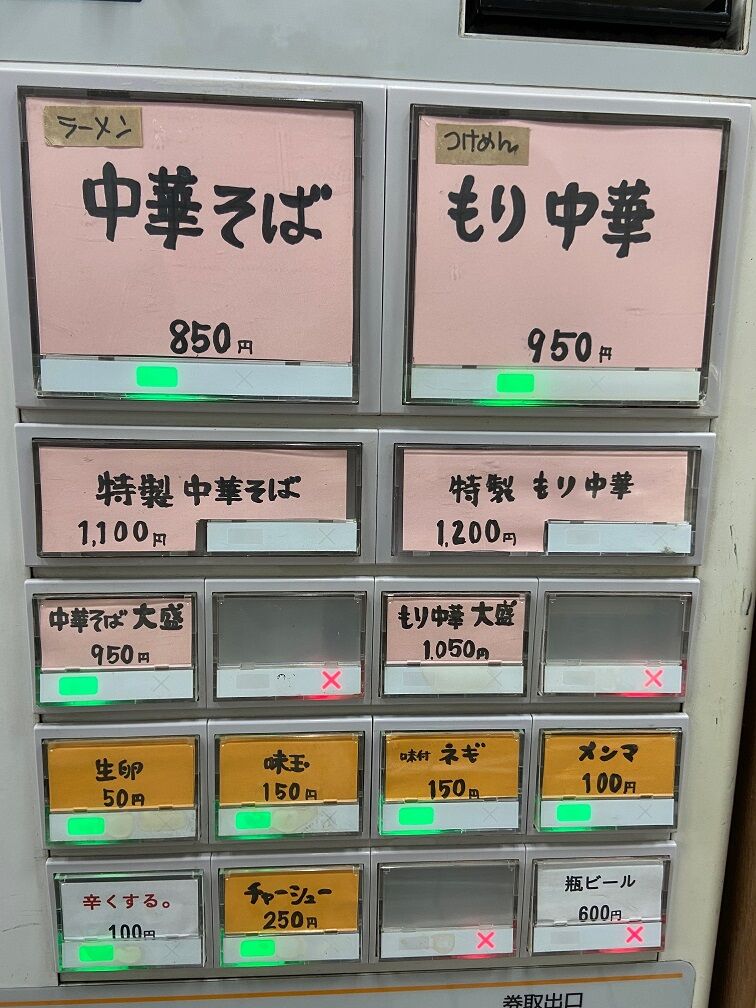 ラーメン
中華そば
850円
つけめん
もり中華
950円
特製 中華そば
1,100円
特製 もり中華
1,200円
中華そば 大盛
950円
もり中華 大盛
1,050円
生卵
50円
味玉
150円
味付 ネギ
150円
メンマ
100円
辛くする。
100円
チャーシュー
250円
瓶ビール
600円
券取出口